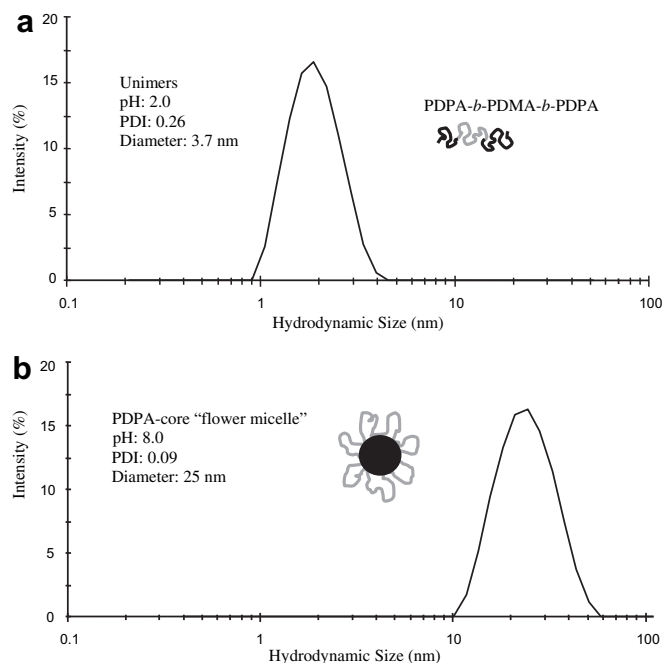 a
20
15
10
5
0
Intensity (%)
Unimers
pH: 2.0
PDI: 0.26
Diameter: 3.7 nm
PDPA-b-PDMA-b-PDPA
0.1 1 10 100
Hydrodynamic Size (nm)
b
20
15
10
5
0
Intensity (%)
PDPA-core “flower micelle”
pH: 8.0
PDI: 0.09
Diameter: 25 nm
0.1 1 10 100
Hydrodynamic Size (nm)